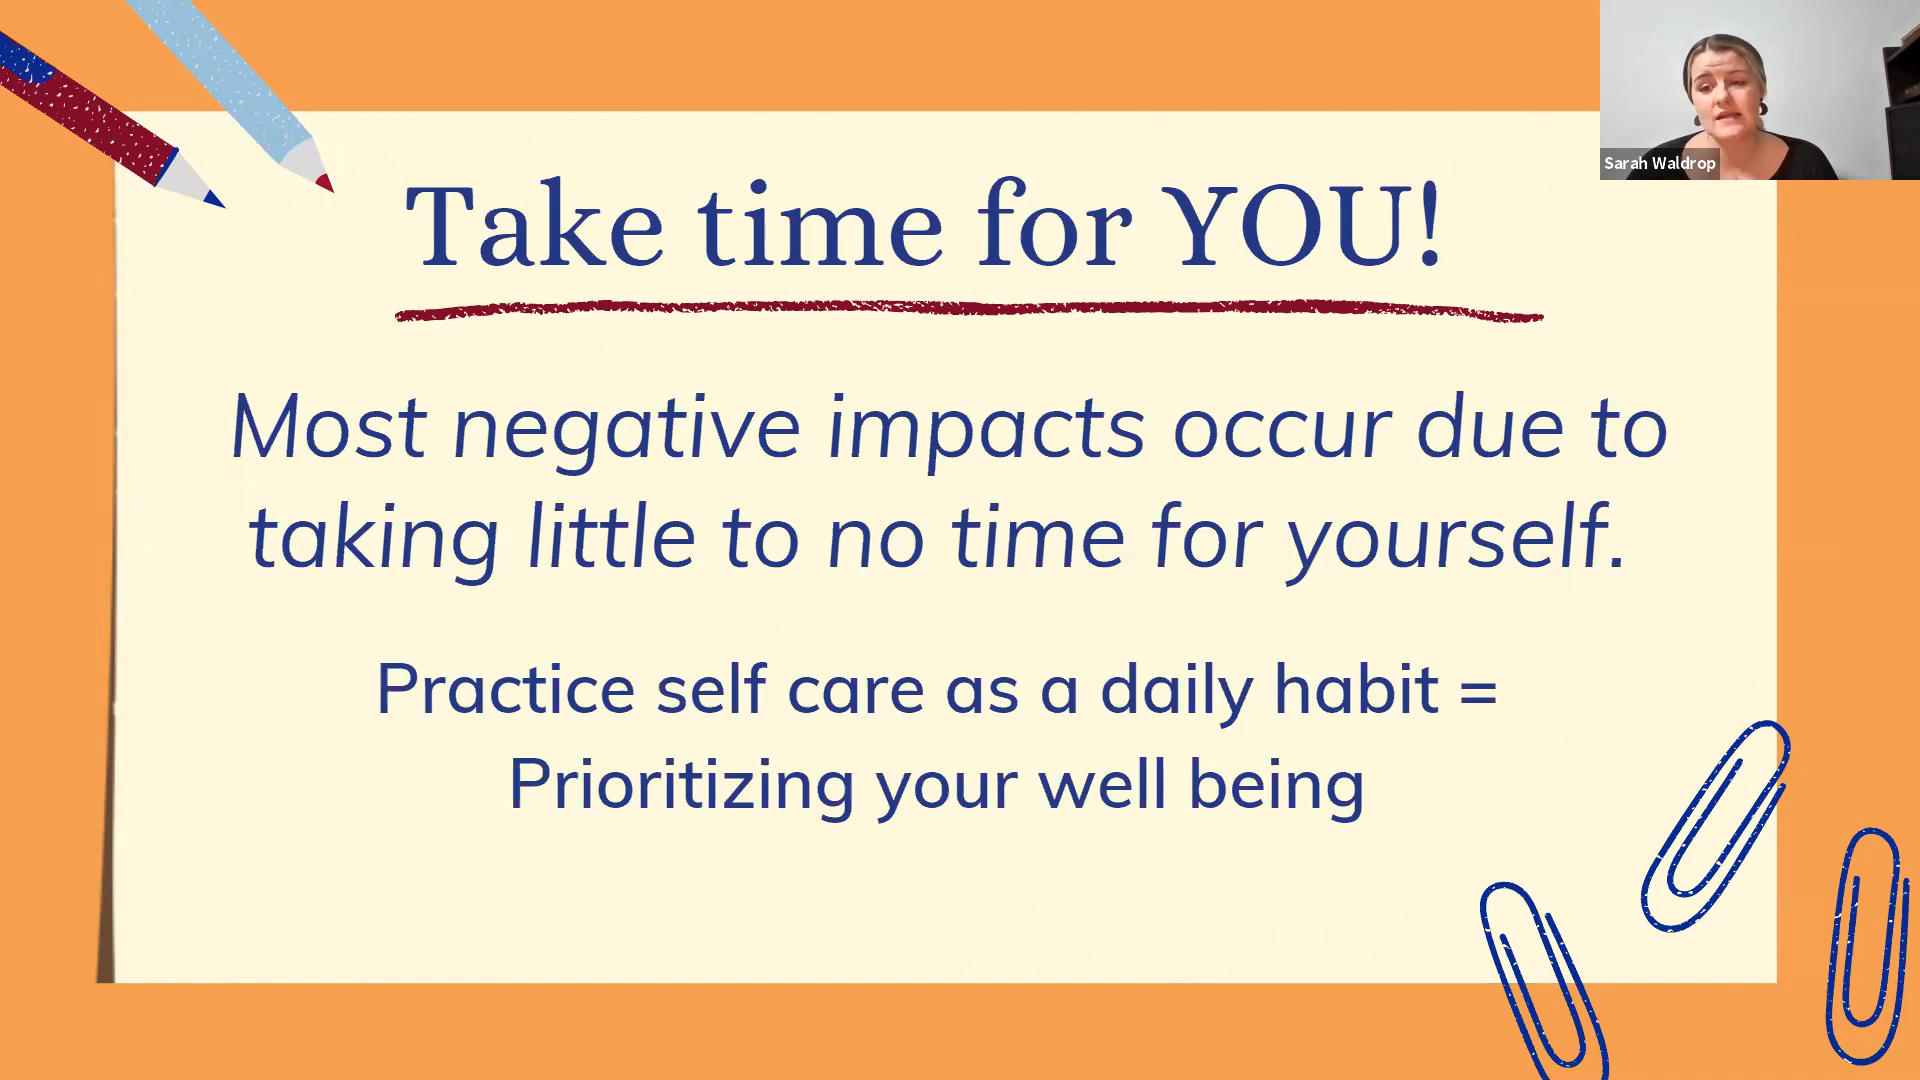 Take time for YOU!
Most negative impacts occur due to
taking little to no time for yourself.
Practice self care as a daily habit =
Prioritizing your well being
Sarah Waldrop